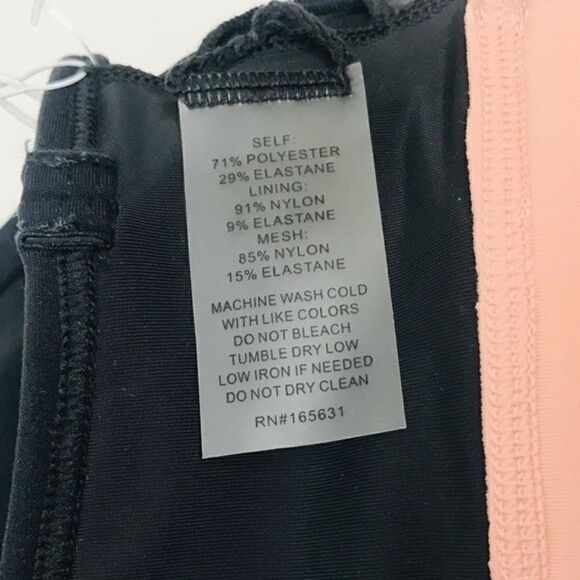 SELF:
71% POLYESTER
29% ELASTANE
LINING:
91% NYLON
9% ELASTANE
MESH:
85% NYLON
15% ELASTANE
MACHINE WASH COLD
WITH LIKE COLORS
DO NOT BLEACH
TUMBLE DRY LOW
LOW IRON IF NEEDED
DO NOT DRY CLEAN
RN#165631